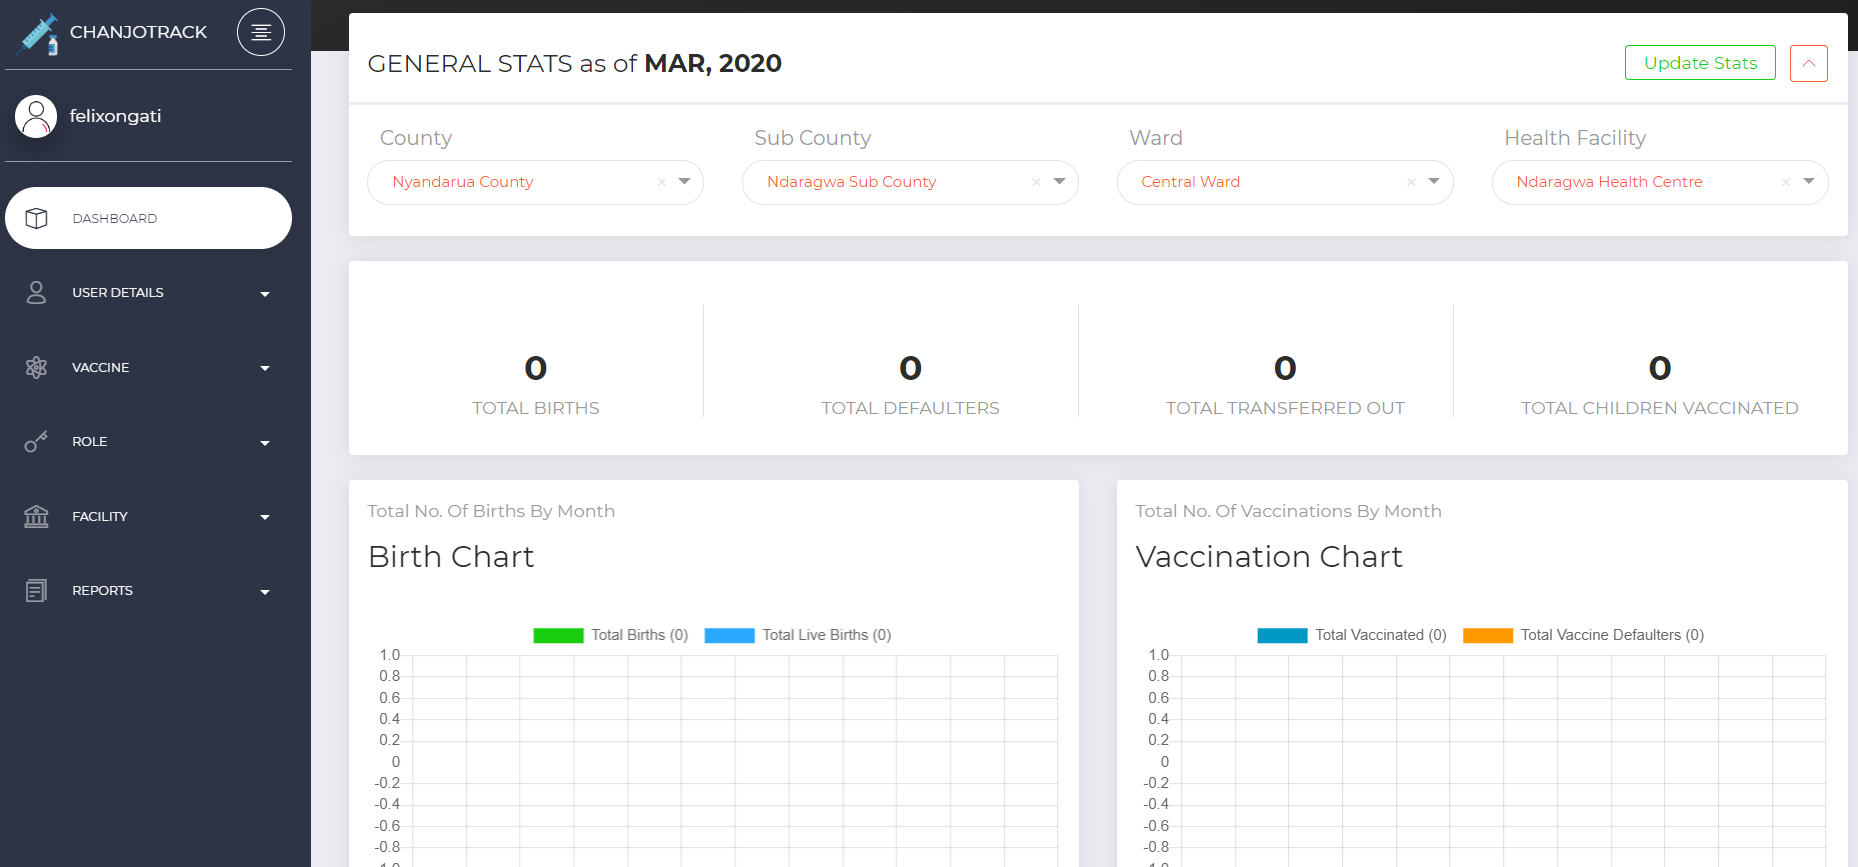 CHANJOTRACK
felixongati
DASHBOARD
USER DETAILS
VACCINE
ROLE
FACILITY
REPORTS
GENERAL STATS as of MAR, 2020
Update Stats
County
Sub County
Ward
Health Facility
Nyandarua County ×
Ndaragwa Sub County ×
Central Ward ×
Ndaragwa Health Centre ×
0
TOTAL BIRTHS
0
TOTAL DEFAULTERS
0
TOTAL TRANSFERRED OUT
0
TOTAL CHILDREN VACCINATED
Total No. Of Births By Month
Birth Chart
Total Births (0) Total Live Births (0)
1.0
0.8
0.6
0.4
0.2
0
-0.2
-0.4
-0.6
-0.8
Total No. Of Vaccinations By Month
Vaccination Chart
Total Vaccinated (0) Total Vaccine Defaulters (0)
1.0
0.8
0.6
0.4
0.2
0
-0.2
-0.4
-0.6
-0.8